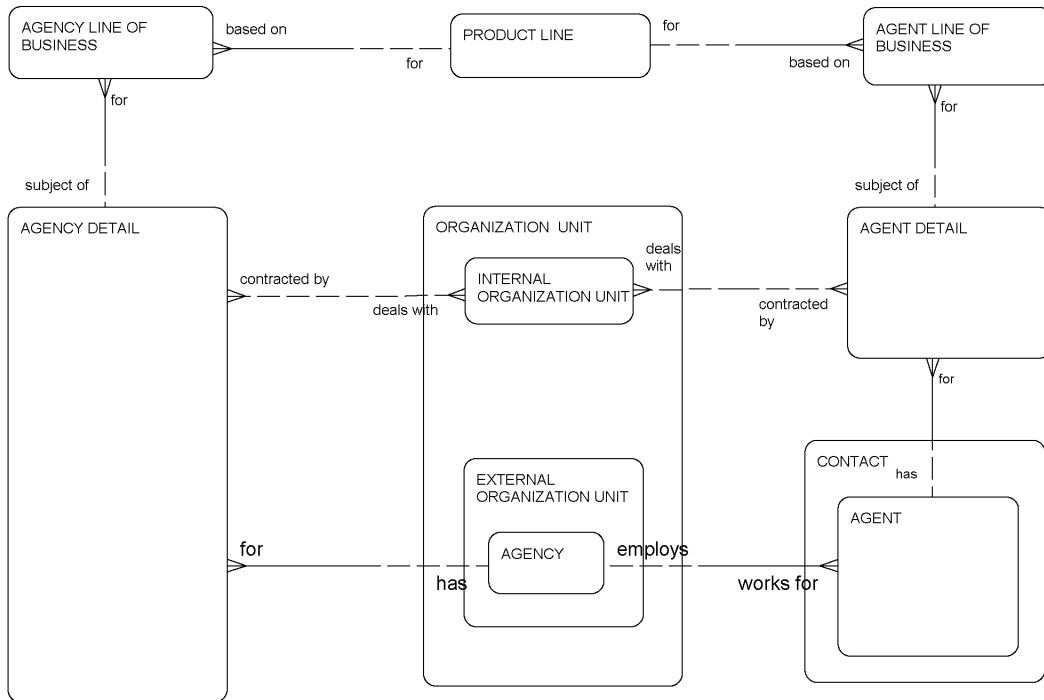 AGENCY LINE OF
BUSINESS
based on
for
PRODUCT LINE
for
based on
AGENT LINE OF
BUSINESS
for
for
subject of
subject of
AGENCY DETAIL
ORGANIZATION UNIT
AGENT DETAIL
contracted by
deals with
INTERNAL
ORGANIZATION UNIT
deals
with
contracted
by
for
CONTACT
has
EXTERNAL
ORGANIZATION UNIT
AGENT
for
has
AGENCY
employs
works for